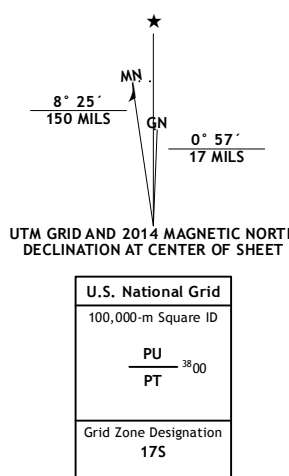 ★
MN
8° 25´
150 MILS
GN
0° 57´
17 MILS
UTM GRID AND 2014 MAGNETIC NORTH
DECLINATION AT CENTER OF SHEET
U.S. National Grid
100,000-m Square ID
PU
3800
PT
Grid Zone Designation
17S